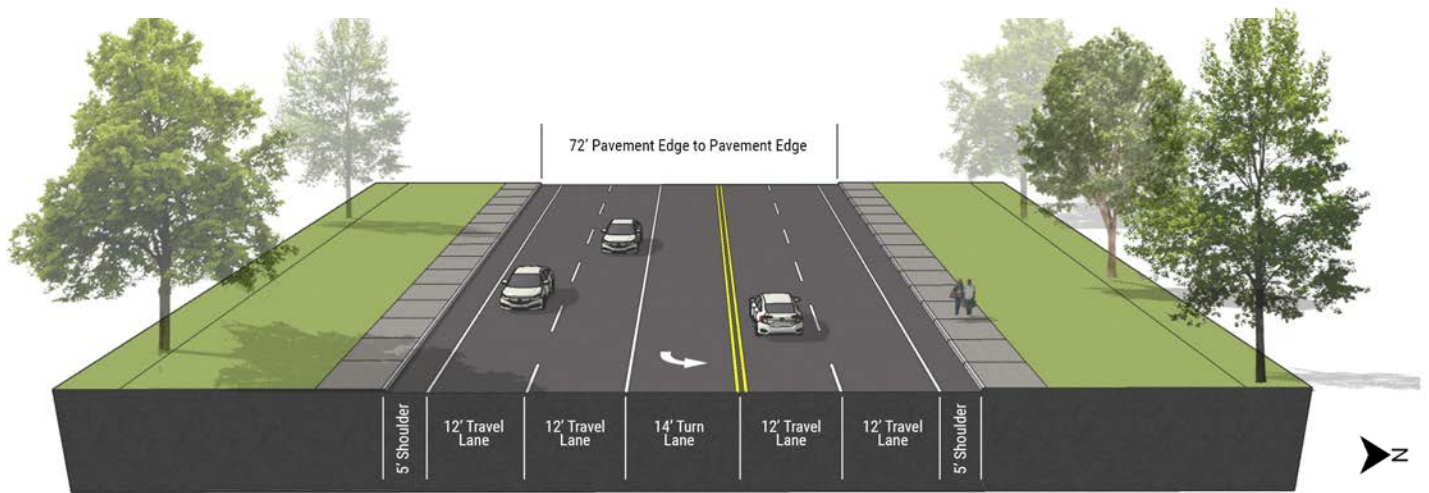 72' Pavement Edge to Pavement Edge
5' Shoulder
12' Travel
Lane
12' Travel
Lane
14' Turn
Lane
12' Travel
Lane
12' Travel
Lane
5' Shoulder
N